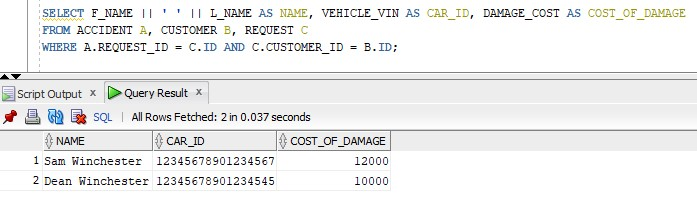 SELECT F_NAME || ' ' || L_NAME AS NAME, VEHICLE_VIN AS CAR_ID, DAMAGE_COST AS COST_OF_DAMAGE
FROM ACCIDENT A, CUSTOMER B, REQUEST C
WHERE A.REQUEST_ID = C.ID AND C.CUSTOMER_ID = B.ID;
Script Output x Query Result x
SQL | All Rows Fetched: 2 in 0.037 seconds
NAME CAR_ID COST_OF_DAMAGE
1 Sam Winchester 12345678901234567 12000
2 Dean Winchester 12345678901234545 10000